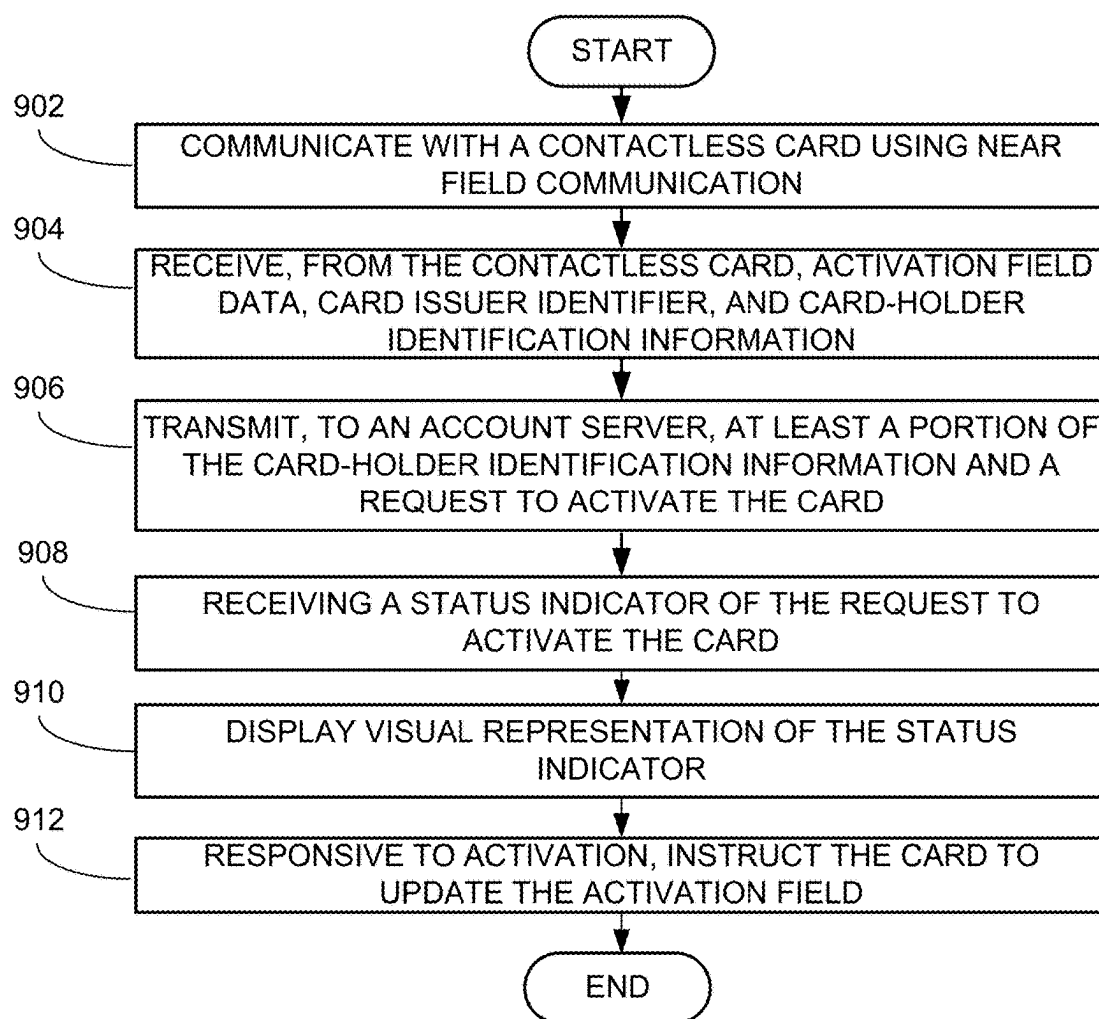 START
902
COMMUNICATE WITH A CONTACTLESS CARD USING NEAR
FIELD COMMUNICATION
904
RECEIVE, FROM THE CONTACTLESS CARD, ACTIVATION FIELD
DATA, CARD ISSUER IDENTIFIER, AND CARD-HOLDER
IDENTIFICATION INFORMATION
906
TRANSMIT, TO AN ACCOUNT SERVER, AT LEAST A PORTION OF
THE CARD-HOLDER IDENTIFICATION INFORMATION AND A
REQUEST TO ACTIVATE THE CARD
908
RECEIVING A STATUS INDICATOR OF THE REQUEST TO
ACTIVATE THE CARD
910
DISPLAY VISUAL REPRESENTATION OF THE STATUS
INDICATOR
912
RESPONSIVE TO ACTIVATION, INSTRUCT THE CARD TO
UPDATE THE ACTIVATION FIELD
END